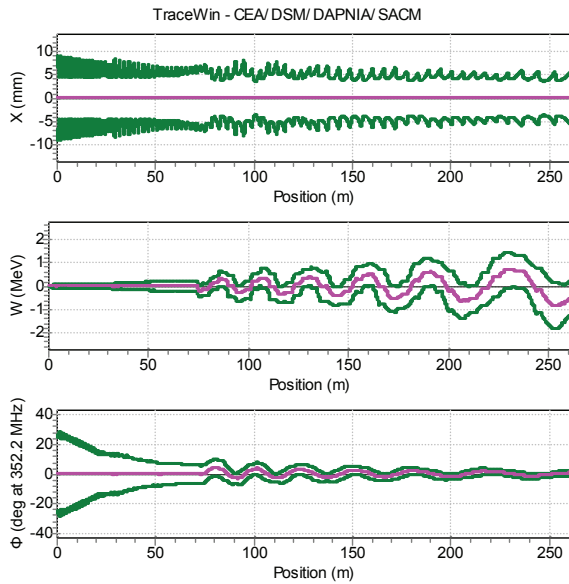 TraceWin - CEA/ DSM/ DAPNIA/ SACM
X (mm)
10
5
0
-5
-10
0 50 100 150 200 250
Position (m)
W (MeV)
2
1
0
-1
-2
0 50 100 150 200 250
Position (m)
Φ (deg at 352.2 MHz)
40
20
0
-20
-40
0 50 100 150 200 250
Position (m)